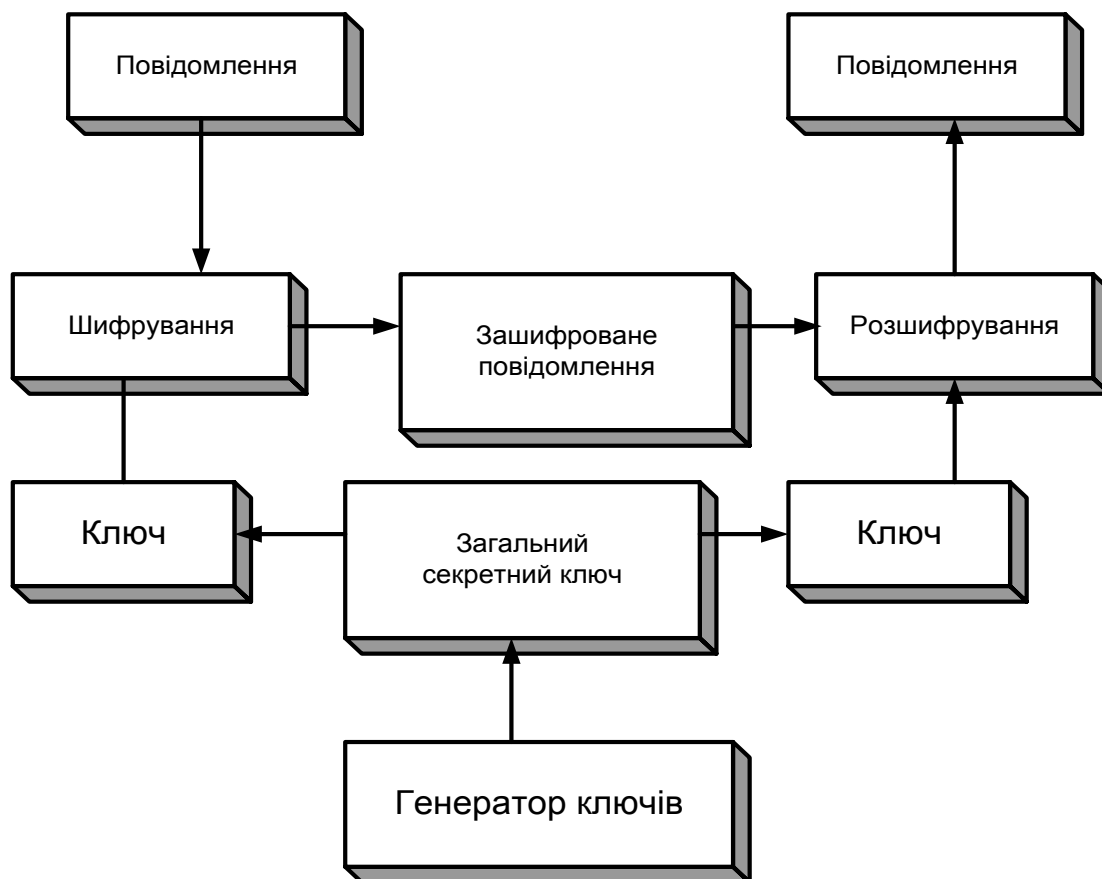 Повідомлення
Повідомлення
Шифрування
Зашифроване
повідомлення
Розшифрування
Ключ
Загальний
секретний ключ
Ключ
Генератор ключів